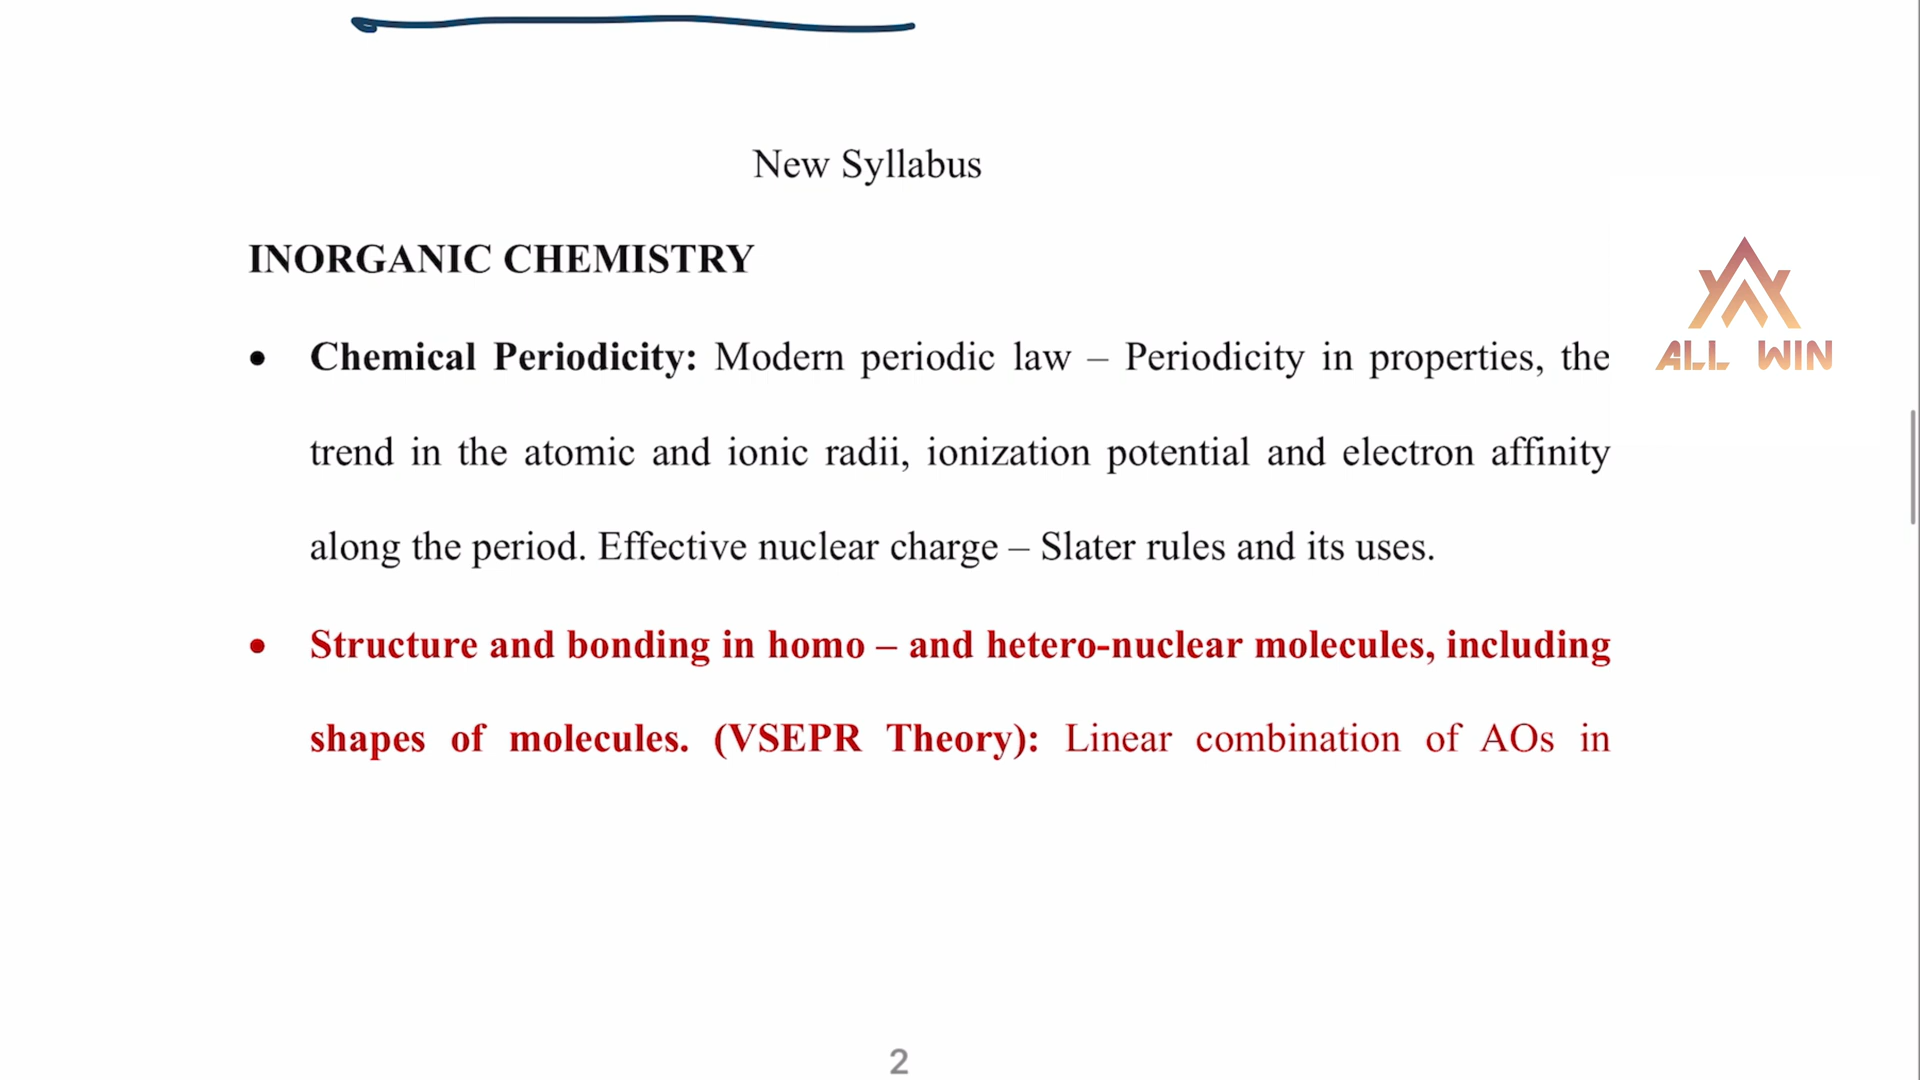 New Syllabus
INORGANIC CHEMISTRY
• Chemical Periodicity: Modern periodic law – Periodicity in properties, the
trend in the atomic and ionic radii, ionization potential and electron affinity
along the period. Effective nuclear charge – Slater rules and its uses.
• Structure and bonding in homo – and hetero-nuclear molecules, including
shapes of molecules. (VSEPR Theory): Linear combination of AOs in
ALL WIN
2